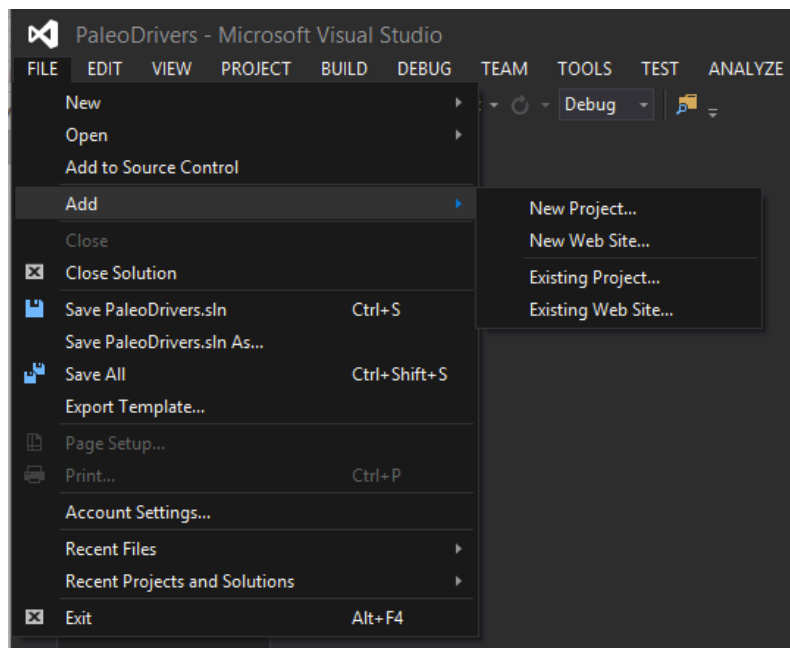 PaleoDrivers - Microsoft Visual Studio
FILE EDIT VIEW PROJECT BUILD DEBUG TEAM TOOLS TEST ANALYZE
New
Debug
Open
Add to Source Control
Add
New Project...
New Web Site...
Existing Project...
Existing Web Site...
Close
Close Solution
Save PaleoDrivers.sln Ctrl+S
Save PaleoDrivers.sln As...
Save All Ctrl+Shift+S
Export Template...
Page Setup...
Print... Ctrl+P
Account Settings...
Recent Files
Recent Projects and Solutions
Exit Alt+F4